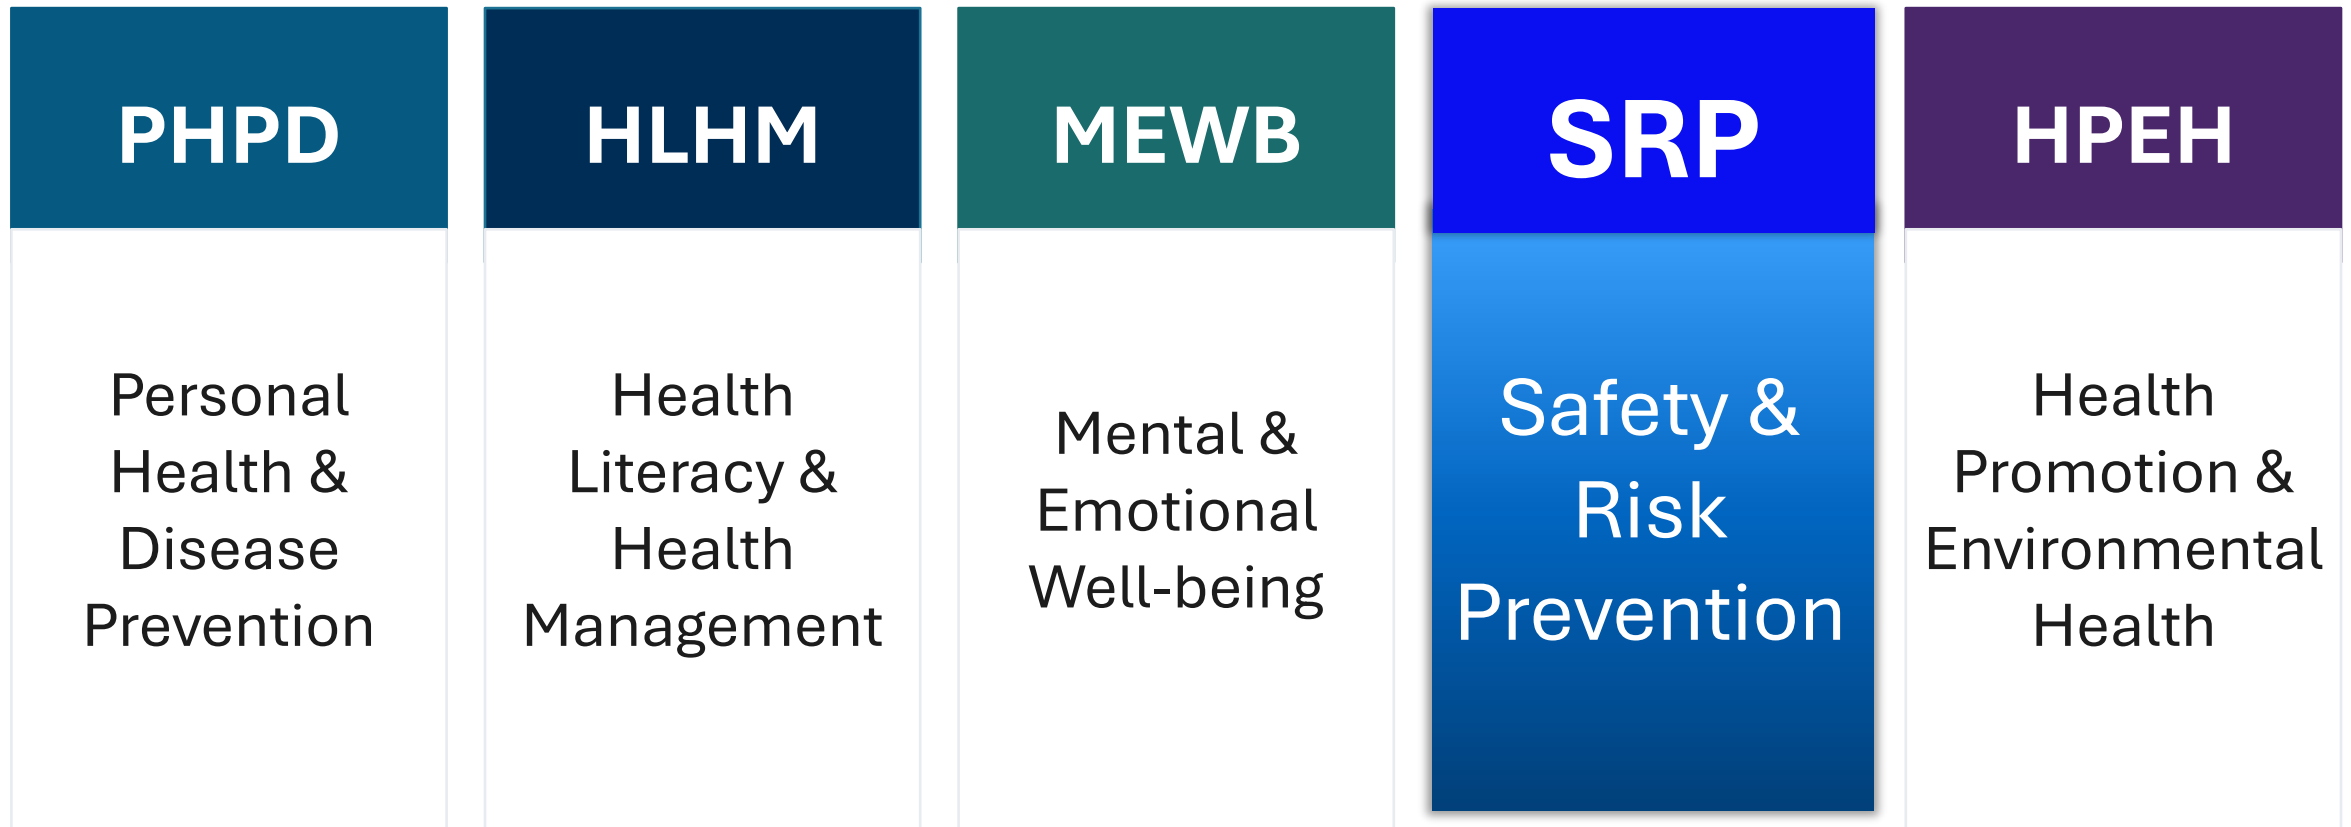 PHPD
Personal
Health &
Disease
Prevention
HLHM
Health
Literacy &
Health
Management
MEWB
Mental &
Emotional
Well-being
SRP
Safety &
Risk
Prevention
HPEH
Health
Promotion &
Environmental
Health